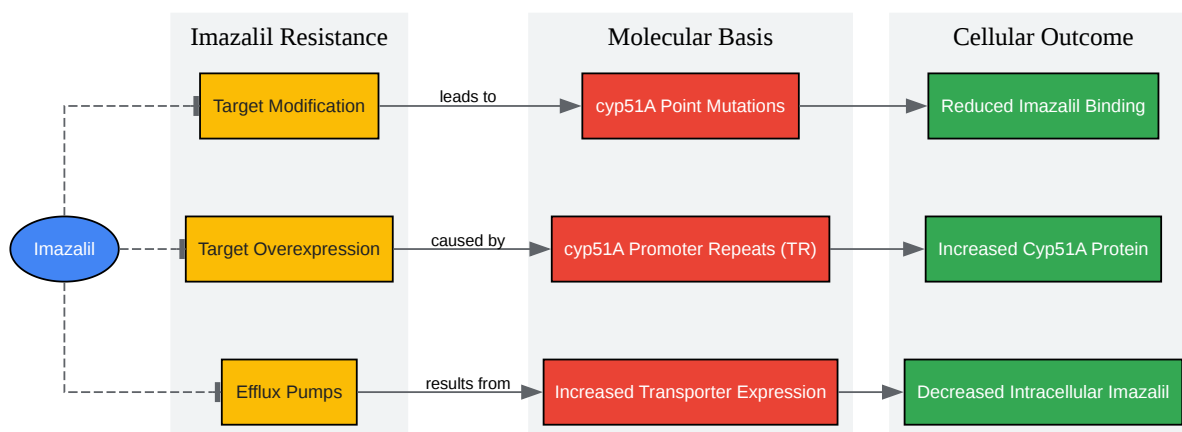 Imazalil Resistance
Molecular Basis
Cellular Outcome
Target Modification
leads to
cyp51A Point Mutations
Reduced Imazalil Binding
Imazalil
Target Overexpression
caused by
cyp51A Promoter Repeats (TR)
Increased Cyp51A Protein
Efflux Pumps
results from
Increased Transporter Expression
Decreased Intracellular Imazalil